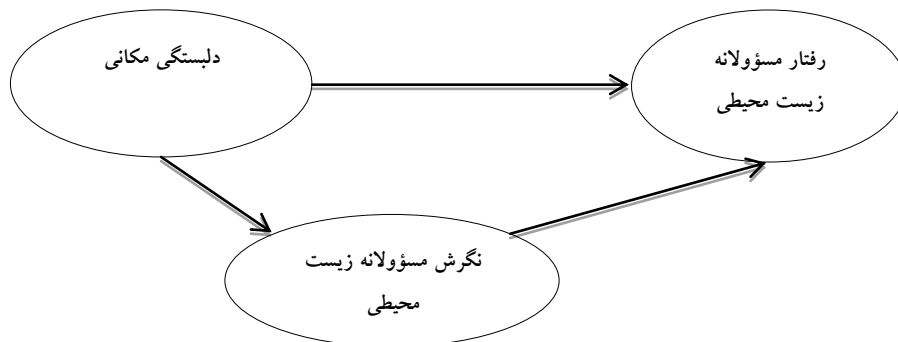 دلبستگی مکانی
رفتار مسؤولانه
زیست محیطی
نگرش مسؤولانه زیست
محیطی